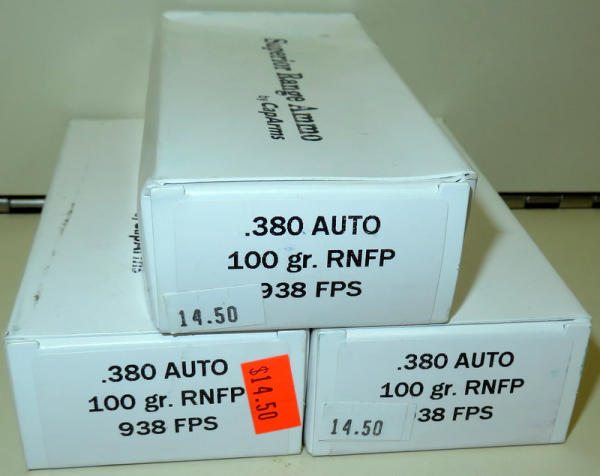 Superior Range Ammo
by CapArms
.380 AUTO
100 gr. RNFP
938 FPS
14.50
.380 AUTO
100 gr. RNFP
938 FPS
$14.50
.380 AUTO
100 gr. RNFP
38 FPS
14.50